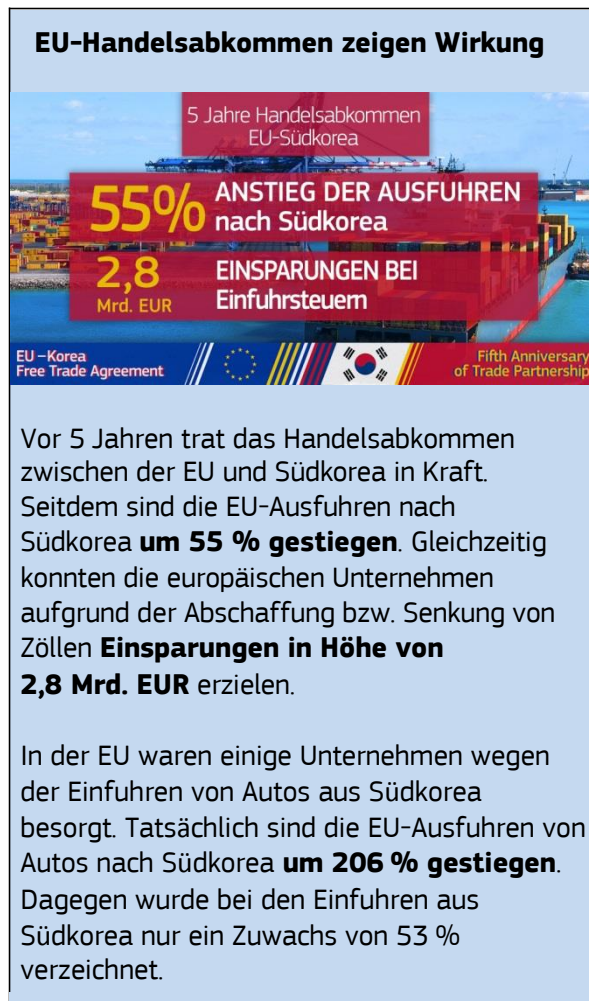 EU-Handelsabkommen zeigen Wirkung
5 Jahre Handelsabkommen
EU-Südkorea
55% ANSTIEG DER AUSFUHREN
nach Südkorea
2,8 EINSPARUNGEN BEI
Mrd. EUR Einfuhrsteuern
EU–Korea
Free Trade Agreement
Fifth Anniversary
of Trade Partnership
Vor 5 Jahren trat das Handelsabkommen
zwischen der EU und Südkorea in Kraft.
Seitdem sind die EU-Ausfuhren nach
Südkorea um 55 % gestiegen. Gleichzeitig
konnten die europäischen Unternehmen
aufgrund der Abschaffung bzw. Senkung von
Zöllen Einsparungen in Höhe von
2,8 Mrd. EUR erzielen.
In der EU waren einige Unternehmen wegen
der Einfuhren von Autos aus Südkorea
besorgt. Tatsächlich sind die EU-Ausfuhren von
Autos nach Südkorea um 206 % gestiegen.
Dagegen wurde bei den Einfuhren aus
Südkorea nur ein Zuwachs von 53 %
verzeichnet.